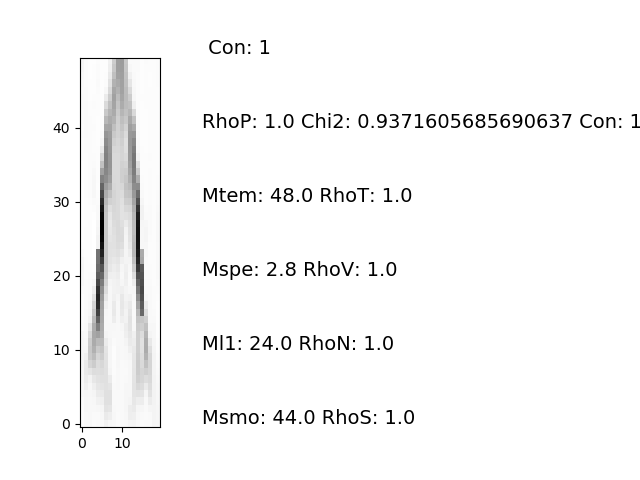 Con: 1
RhoP: 1.0 Chi2: 0.9371605685690637 Con: 1
Mtem: 48.0 RhoT: 1.0
Mspe: 2.8 RhoV: 1.0
Ml1: 24.0 RhoN: 1.0
Msmo: 44.0 RhoS: 1.0
40
30
20
10
0
0 10